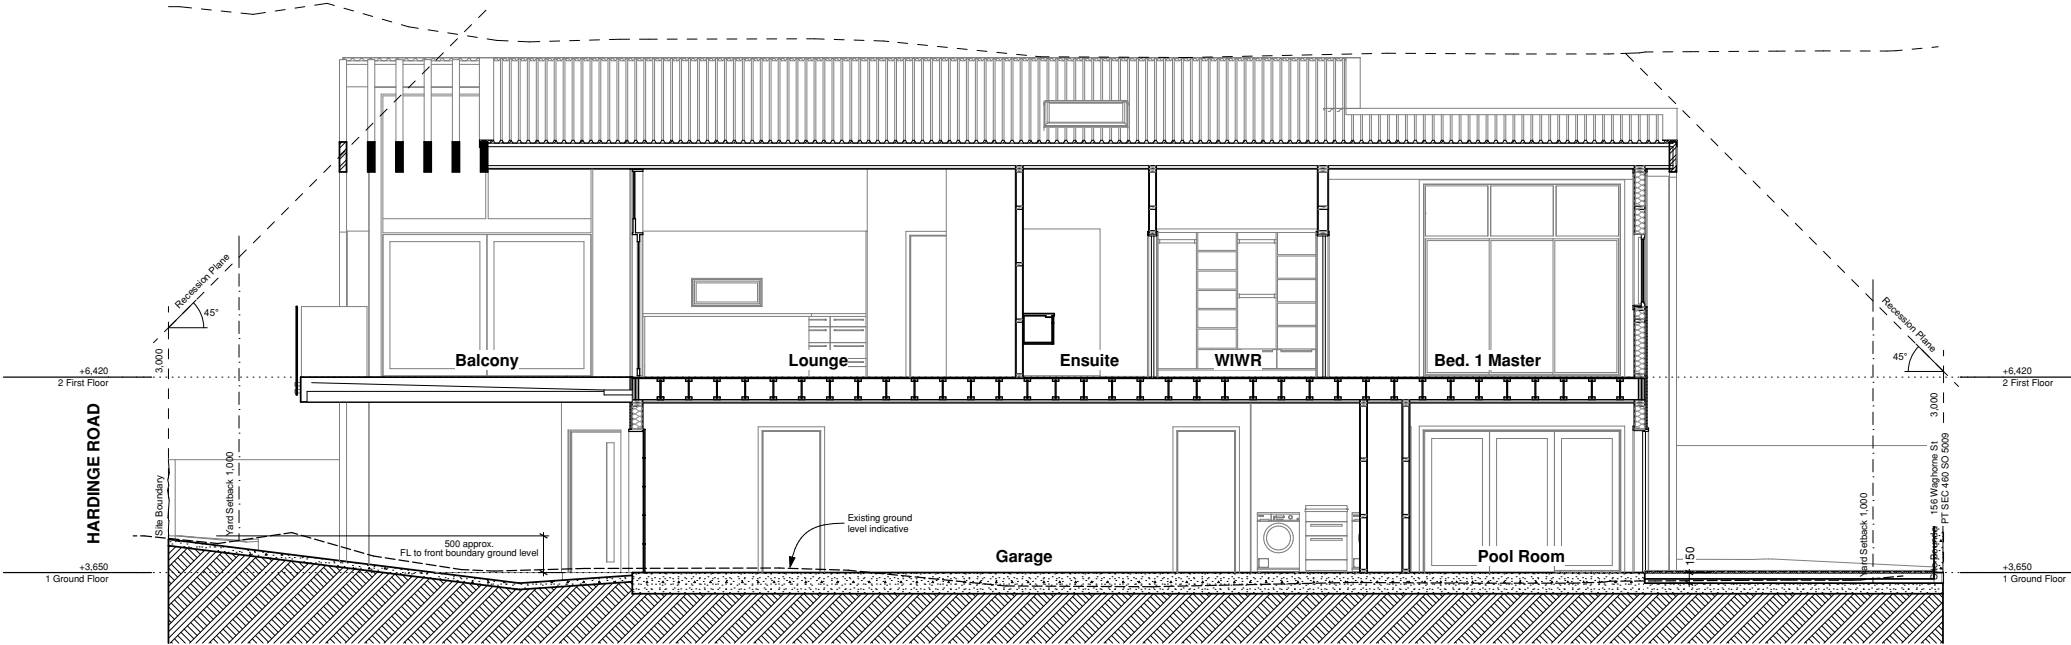 Recession Plane
45°
3,000
+6,420
2 First Floor
HARDINGE ROAD
Site Boundary
Yard Setback 1,000
500 approx.
FL to front boundary ground level
+3,650
1 Ground Floor
Balcony
Lounge
Ensuite
WIWR
Bed. 1 Master
Existing ground
level indicative
Garage
Pool Room
150
Recession Plane
45°
+6,420
2 First Floor
3,000
Yard Setback 1,000
15 6 Waghorne St
PT SEC 460 SO 5009
+3,650
1 Ground Floor